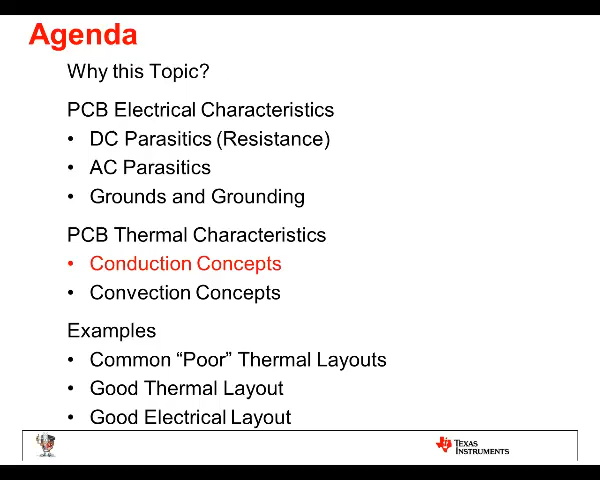 Agenda
Why this Topic?
PCB Electrical Characteristics
• DC Parasitics (Resistance)
• AC Parasitics
• Grounds and Grounding
PCB Thermal Characteristics
• Conduction Concepts
• Convection Concepts
Examples
• Common “Poor” Thermal Layouts
• Good Thermal Layout
• Good Electrical Layout
TEXAS
INSTRUMENTS